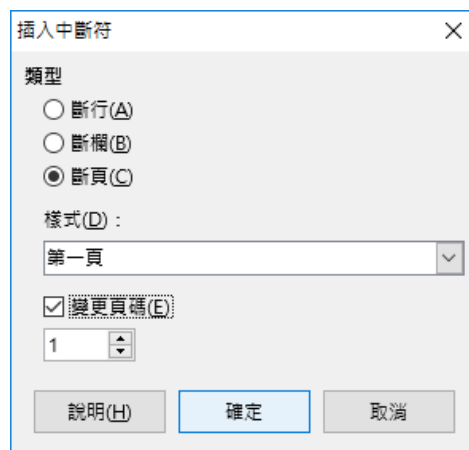 插入中斷符
類型
斷行(A)
斷欄(B)
斷頁(C)
樣式(D)：
第一頁
變更頁碼(E)
1
說明(H)
確定
取消